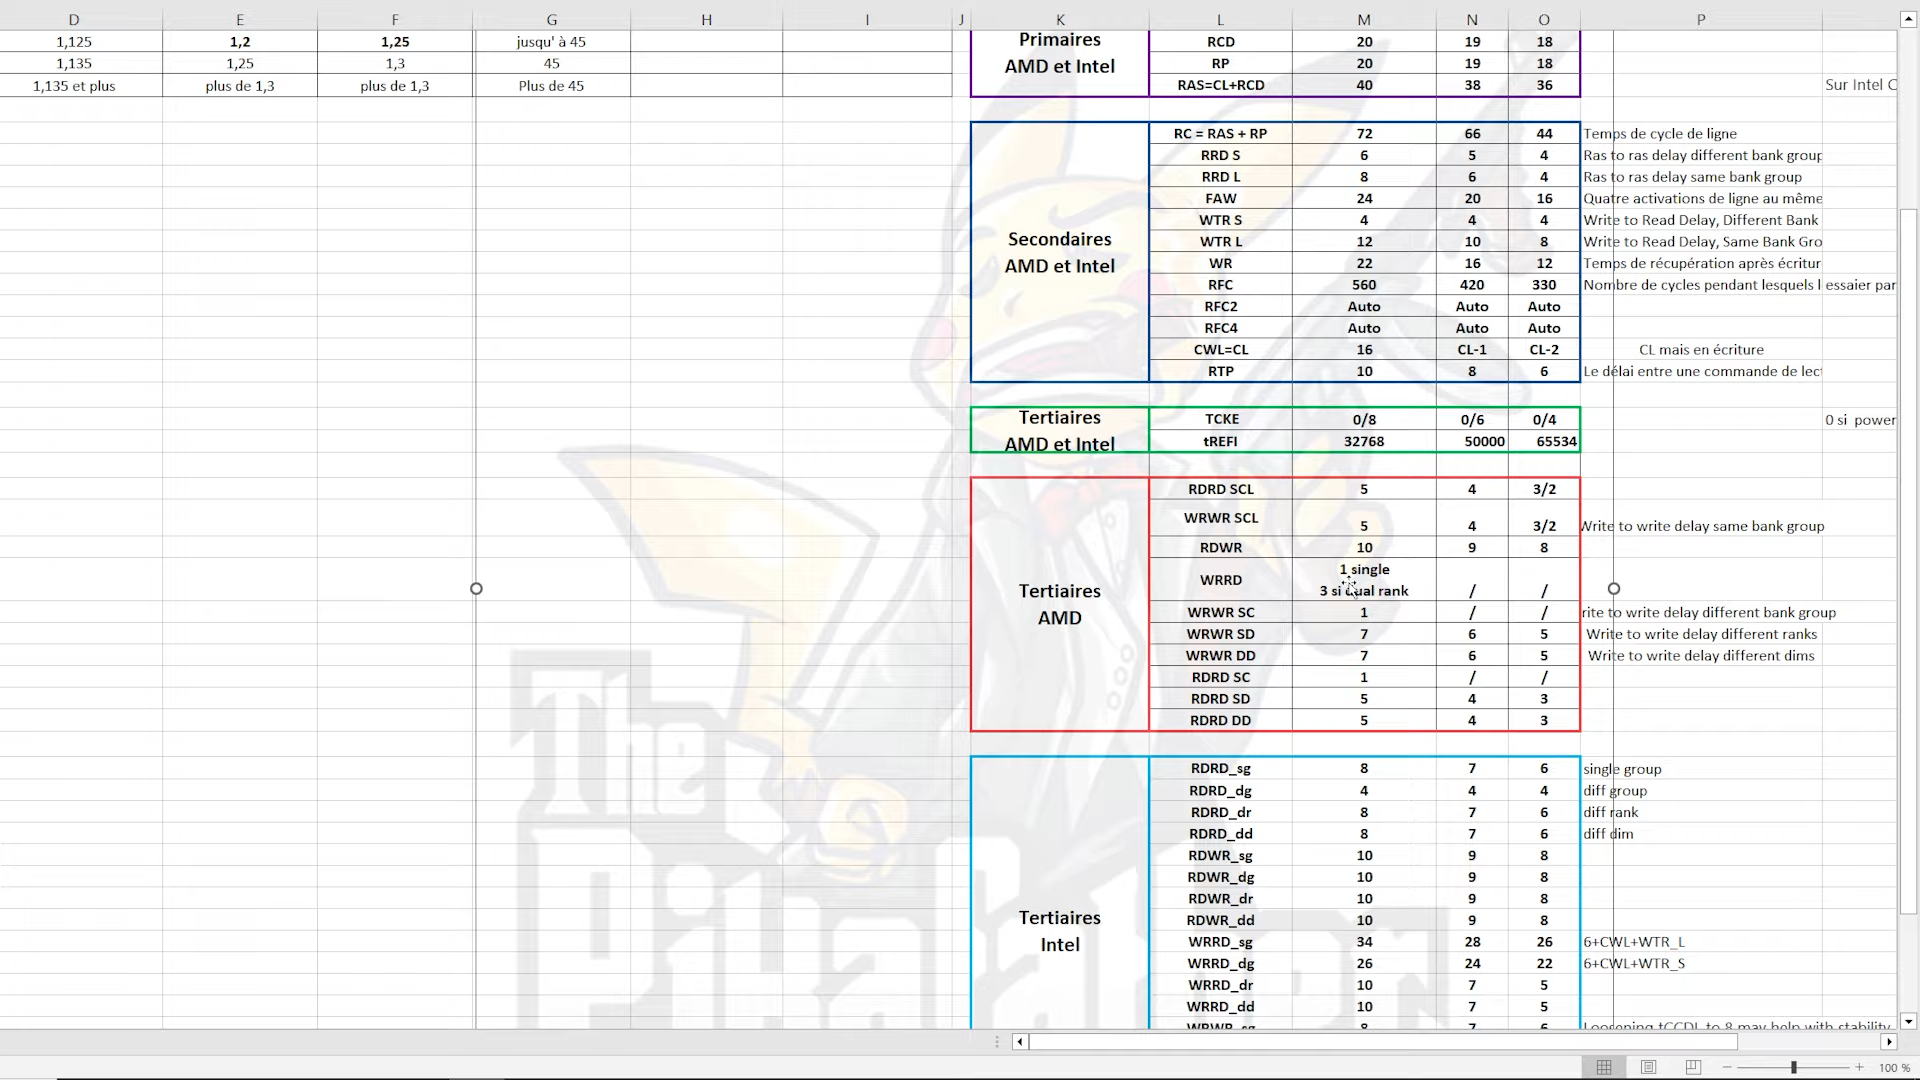 D E F G H I J K L M N O P
1,125 1,2 1,25 jusqu' à 45
1,135 1,25 1,3 45
1,135 et plus plus de 1,3 plus de 1,3 Plus de 45
Primaires
AMD et Intel
RCD 20 19 18
RP 20 19 18
RAS=CL+RCD 40 38 36 Sur Intel C
Secondaires
AMD et Intel
RC = RAS + RP 72 66 44 Temps de cycle de ligne
RRD S 6 5 4 Ras to ras delay different bank group
RRD L 8 6 4 Ras to ras delay same bank group
FAW 24 20 16 Quatre activations de ligne au même
WTR S 4 4 4 Write to Read Delay, Different Bank
WTR L 12 10 8 Write to Read Delay, Same Bank Gro
WR 22 16 12 Temps de récupération après écritur
RFC 560 420 330 Nombre de cycles pendant lesquels l essaier par
RFC2 Auto Auto Auto
RFC4 Auto Auto Auto
CWL=CL 16 CL-1 CL-2 CL mais en écriture
RTP 10 8 6 Le délai entre une commande de lect
Tertiaires
AMD et Intel
TCKE 0/8 0/6 0/4 0 si power
tREFI 32768 50000 65534
Tertiaires
AMD
RDRD SCL 5 4 3/2
WRWR SCL 5 4 3/2 Write to write delay same bank group
RDWR 10 9 8
WRRD 1 single
3 si dual rank / /
WRWR SC 1 / / rite to write delay different bank group
WRWR SD 7 6 5 Write to write delay different ranks
WRWR DD 7 6 5 Write to write delay different dims
RDRD SC 1 / /
RDRD SD 5 4 3
RDRD DD 5 4 3
Tertiaires
Intel
RDRD_sg 8 7 6 single group
RDRD_dg 4 4 4 diff group
RDRD_dr 8 7 6 diff rank
RDRD_dd 8 7 6 diff dim
RDWR_sg 10 9 8
RDWR_dg 10 9 8
RDWR_dr 10 9 8
RDWR_dd 10 9 8
WRRD_sg 34 28 26 6+CWL+WTR_L
WRRD_dg 26 24 22 6+CWL+WTR_S
WRRD_dr 10 7 5
WRRD_dd 10 7 5
WRWR_sg 8 7 6 Loosening tCCDL to 8 may help with stability
The
100 %